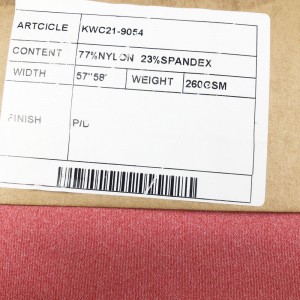 ARTCICLE KWC21-9054
CONTENT 77%NYLON 23%SPANDEX
WIDTH 57"58' WEIGHT 260GSM
FINISH P/D